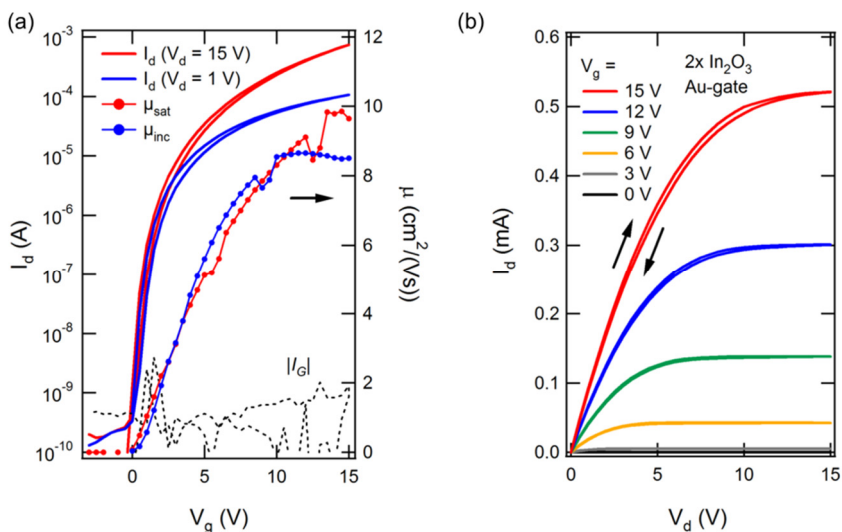 (a)
I_d (V_d = 15 V)
I_d (V_d = 1 V)
μ_sat
μ_inc
|I_G|
10^-3
10^-4
10^-5
10^-6
10^-7
10^-8
10^-9
10^-10
I_d (A)
12
10
8
6
4
2
0
μ (cm^2/(Vs))
0 5 10 15
V_g (V)
(b)
V_g =
15 V
12 V
9 V
6 V
3 V
0 V
2x In_2O_3
Au-gate
0.6
0.5
0.4
0.3
0.2
0.1
0.0
I_d (mA)
0 5 10 15
V_d (V)